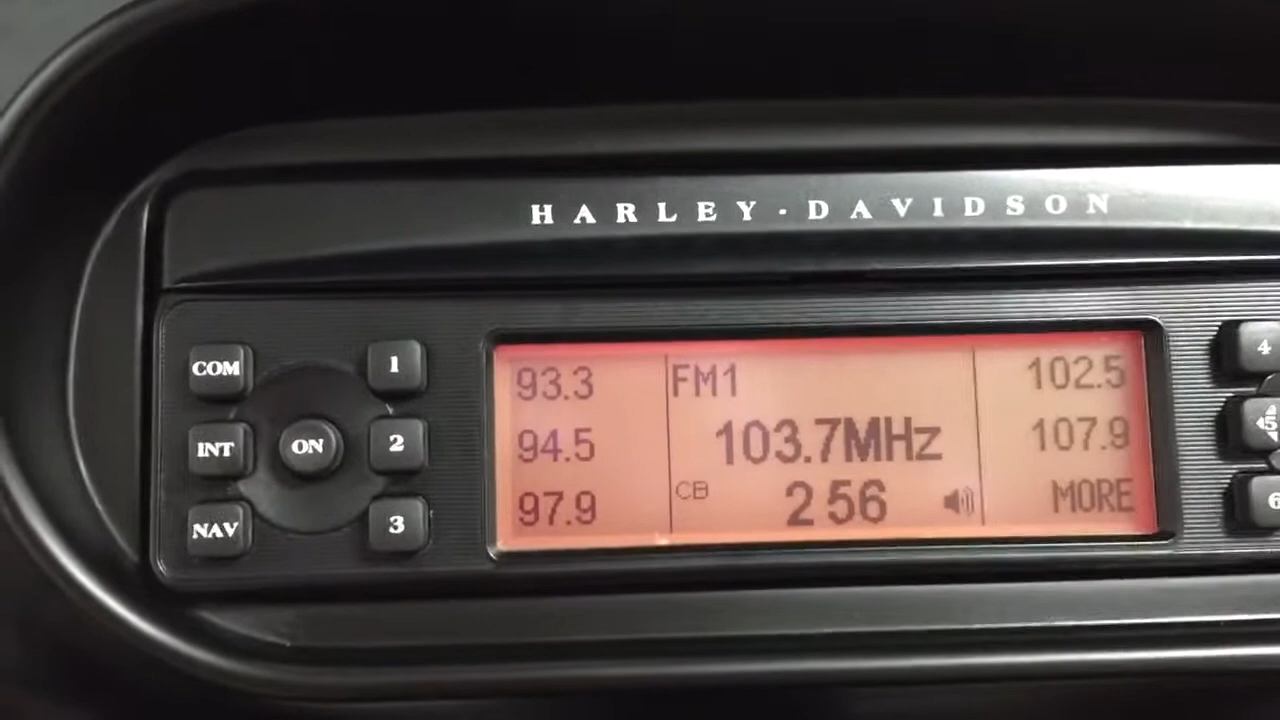 HARLEY·DAVIDSON
COM
1
INT
ON
2
NAV
3
93.3
94.5
97.9
FM1
103.7MHz
CB
2 56
102.5
107.9
MORE
4
5
6